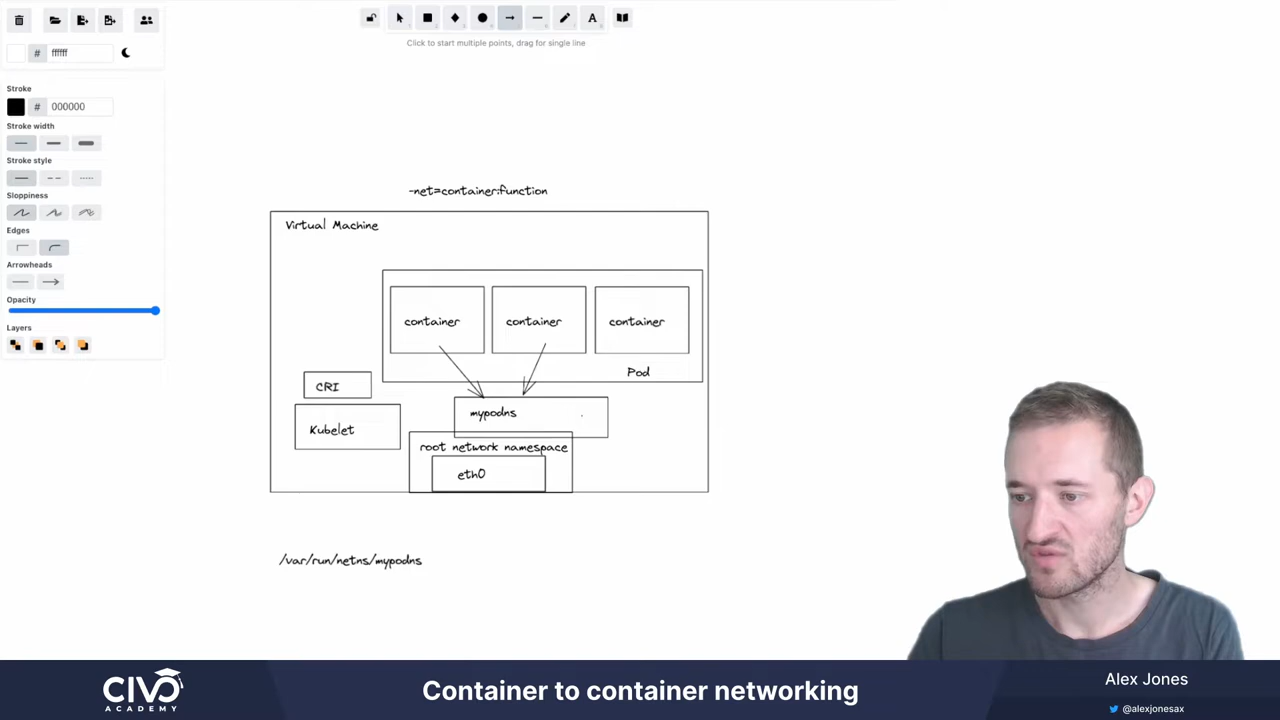 Click to start multiple points, drag for single line
# ffffff
Stroke
# 000000
Stroke width
Stroke style
Sloppiness
Edges
Arrowheads
Opacity
Layers
-net=container:function
Virtual Machine
container
container
container
Pod
CRI
Kubelet
mypodns
root network namespace
eth0
/var/run/netns/mypodns
CIVO
ACADEMY
Container to container networking
Alex Jones
@alexjonesax